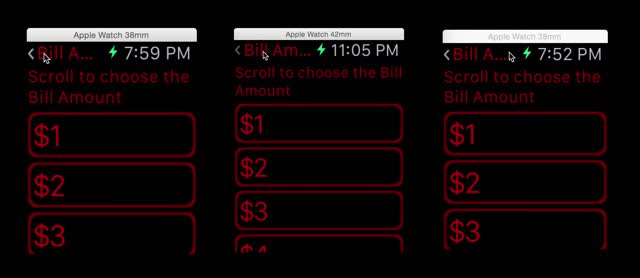 Apple Watch 38mm
Bill A... 7:59 PM
Scroll to choose the
Bill Amount
$1
$2
$3
Apple Watch 42mm
Bill Am... 11:05 PM
Scroll to choose the Bill
Amount
$1
$2
$3
$4
Apple Watch 38mm
Bill A... 7:52 PM
Scroll to choose the
Bill Amount
$1
$2
$3